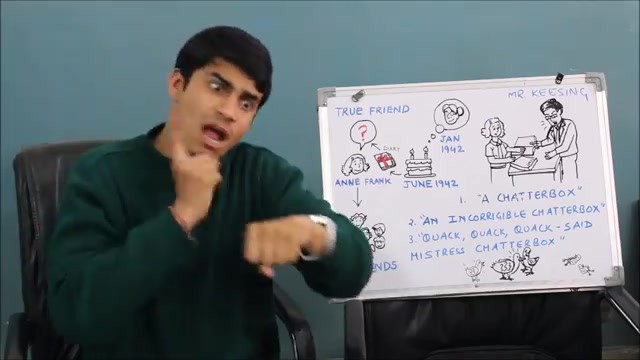 TRUE FRIEND
MR KEESING
?
DIARY
JAN
1942
ANNE FRANK
JUNE 1942
1. "A CHATTERBOX"
2. "AN INCORRIGIBLE CHATTERBOX"
3. "QUACK, QUACK, QUACK - SAID
MISTRESS CHATTERBOX"